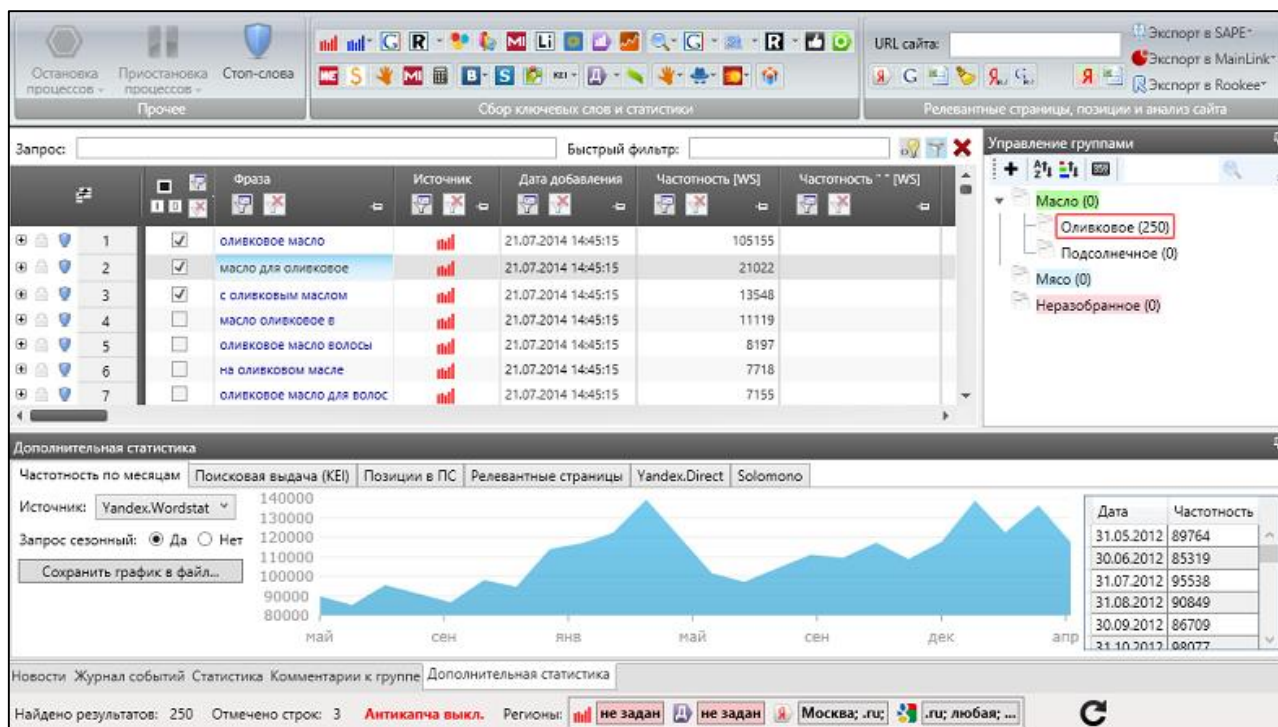 Остановка процессов
Приостановка процессов
Стоп-слова
Прочее
Сбор ключевых слов и статистики
URL сайта:
Экспорт в SAPE
Экспорт в MainLink
Экспорт в Rookee
Релевантные страницы, позиции и анализ сайта
Запрос:
Быстрый фильтр:
Фраза Источник Дата добавления Частотность [WS] Частотность " " [WS]
1 оливковое масло 21.07.2014 14:45:15 105155
2 масло для оливковое 21.07.2014 14:45:15 21022
3 с оливковым маслом 21.07.2014 14:45:15 13548
4 масло оливковое в 21.07.2014 14:45:15 11119
5 оливковое масло волосы 21.07.2014 14:45:15 8197
6 на оливковом масле 21.07.2014 14:45:15 7718
7 оливковое масло для волос 21.07.2014 14:45:15 7155
Управление группами
Масло (0)
Оливковое (250)
Подсолнечное (0)
Мясо (0)
Неразобранное (0)
Дополнительная статистика
Частотность по месяцам Поисковая выдача (KEI) Позиции в ПС Релевантные страницы Yandex.Direct Solomono
Источник: Yandex.Wordstat
Запрос сезонный: Да Нет
Сохранить график в файл...
140000
130000
120000
110000
100000
90000
80000
май сен янв май сен дек апр
Дата Частотность
31.05.2012 89764
30.06.2012 85319
31.07.2012 95538
31.08.2012 90849
30.09.2012 86709
31.10.2012 98077
Новости Журнал событий Статистика Комментарии к группе Дополнительная статистика
Найдено результатов: 250 Отмечено строк: 3 Антикапча выкл. Регионы: не задан не задан Москва; .ru; .ru; любая; ...